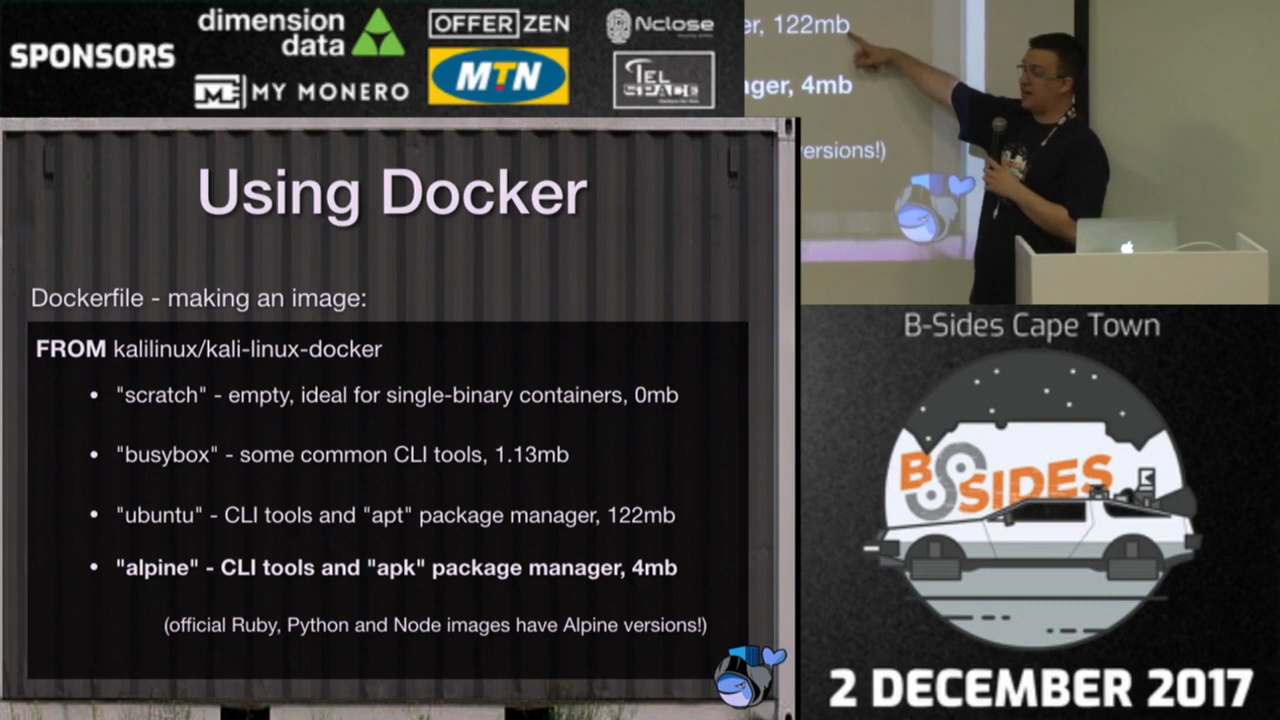 SPONSORS
dimension
data
OFFER ZEN
Nclose
MY MONERO
MTN
TEL
SPACE
er, 122mb
ager, 4mb
ersions!)
Using Docker
Dockerfile - making an image:
FROM kalilinux/kali-linux-docker
• "scratch" - empty, ideal for single-binary containers, 0mb
• "busybox" - some common CLI tools, 1.13mb
• "ubuntu" - CLI tools and "apt" package manager, 122mb
• "alpine" - CLI tools and "apk" package manager, 4mb
(official Ruby, Python and Node images have Alpine versions!)
B-Sides Cape Town
BSIDES
2 DECEMBER 2017